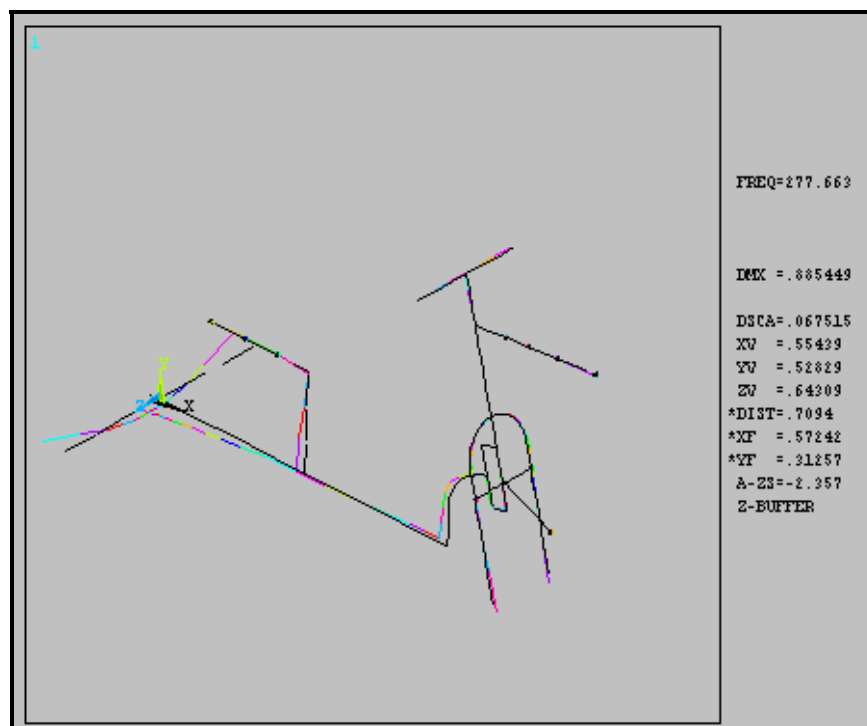 1
FREQ=277.663
DMX =.885449
DSCA=.067515
XV =.55439
YV =.52829
ZV =.64309
*DIST=.7094
*XF =.57242
*YF =.31257
A-ZS=-2.357
Z-BUFFER
Y
Z
X